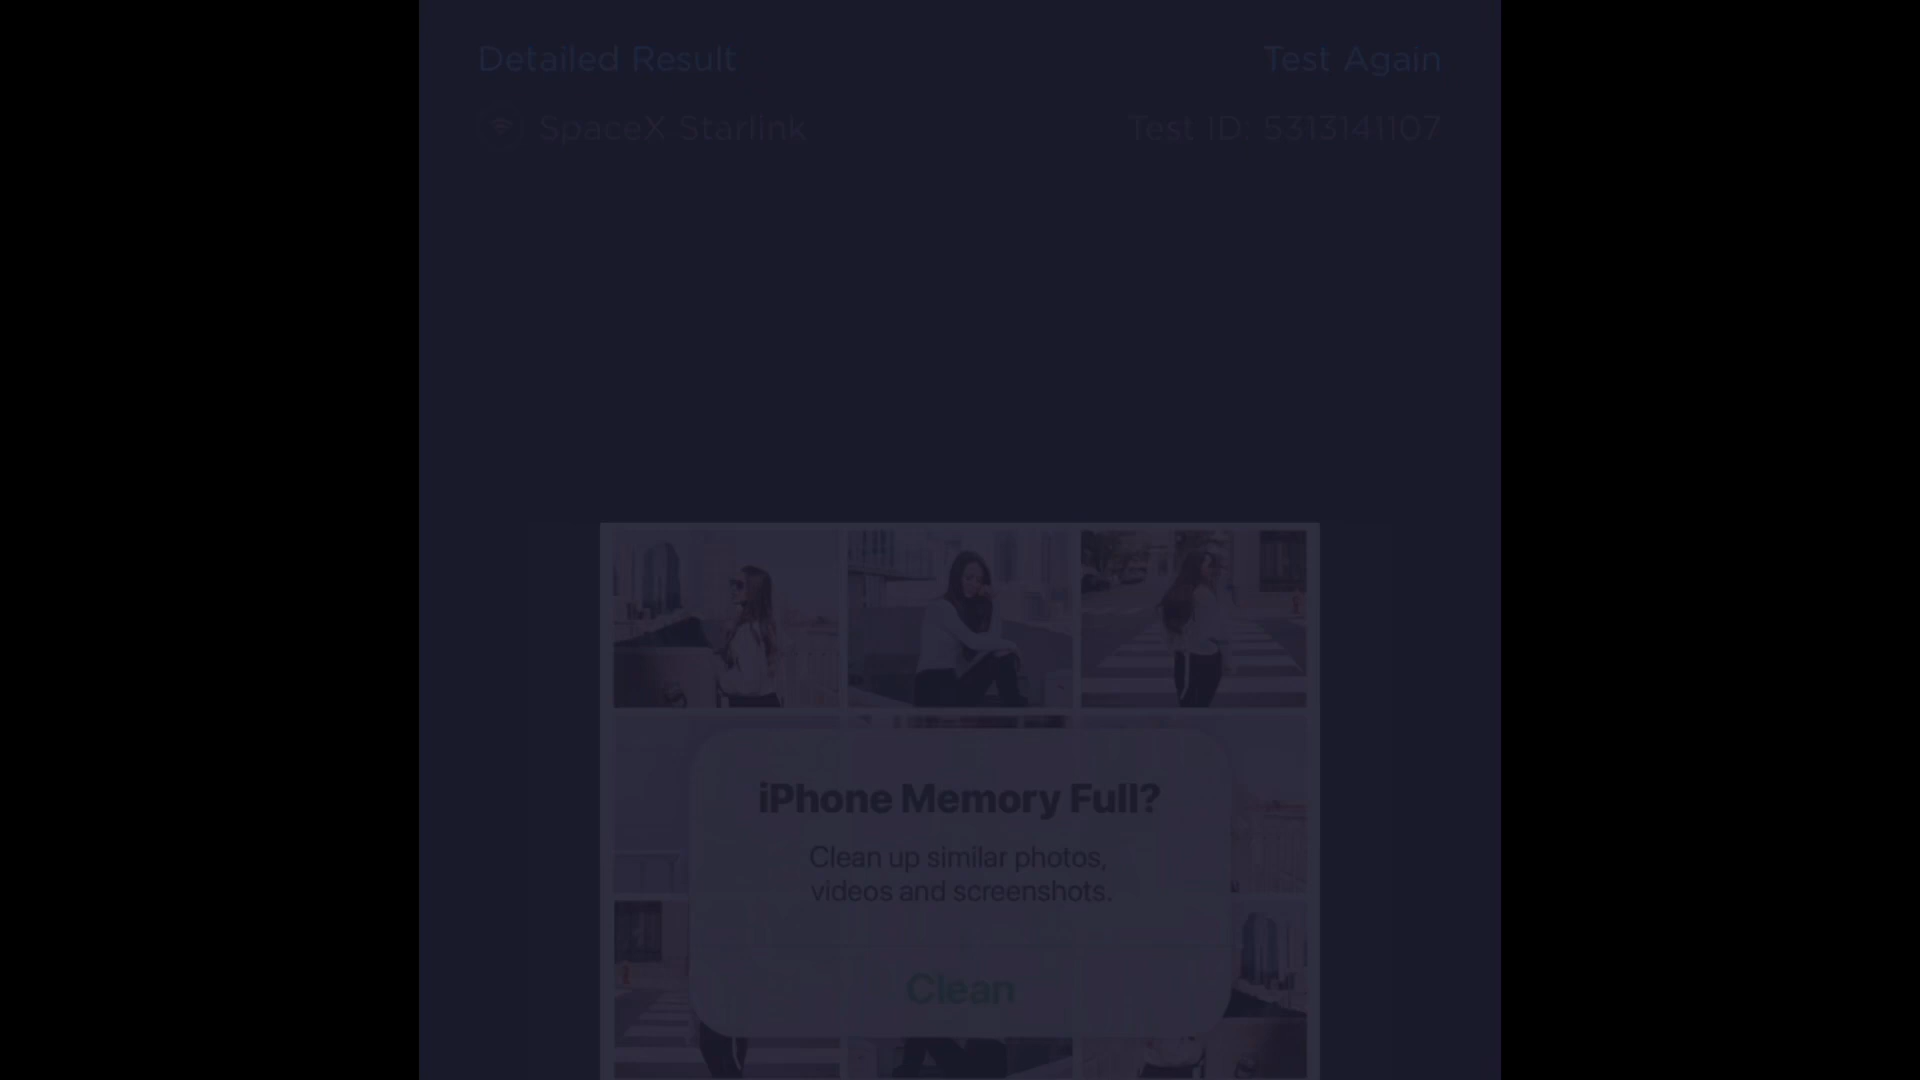 Detailed Result
Test Again
SpaceX Starlink
Test ID: 5313141107
iPhone Memory Full?
Clean up similar photos,
videos and screenshots.
Clean